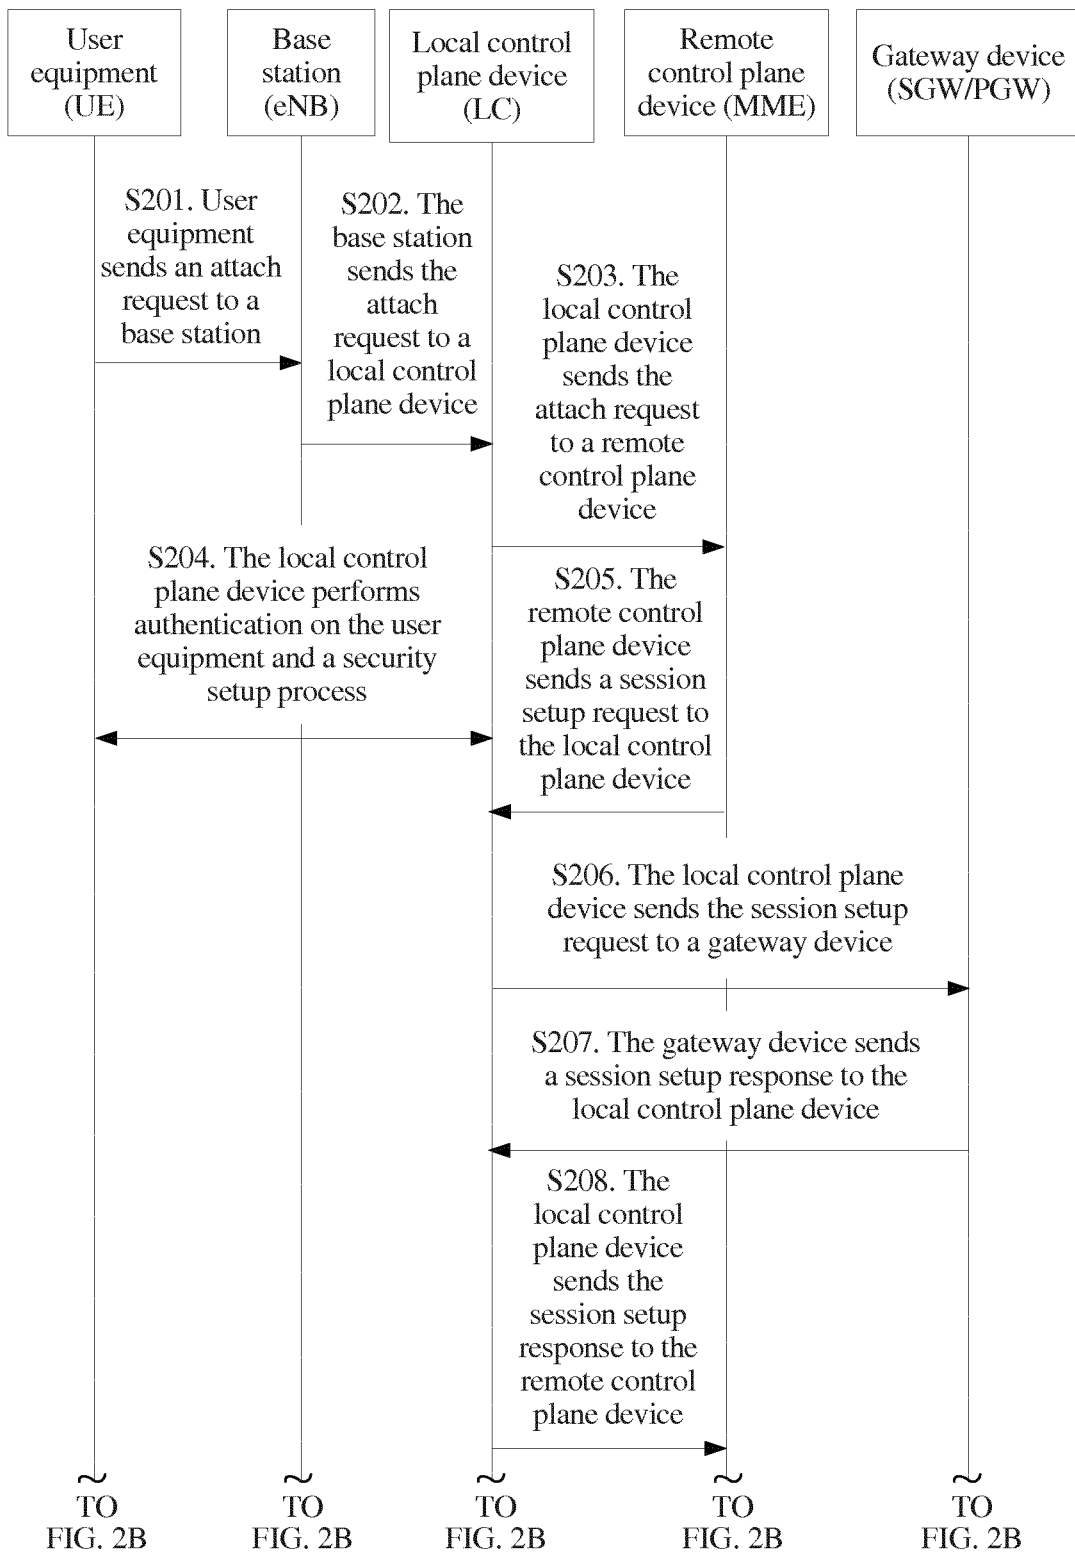 User
equipment
(UE)
Base
station
(eNB)
Local control
plane device
(LC)
Remote
control plane
device (MME)
Gateway device
(SGW/PGW)
S201. User
equipment
sends an attach
request to a
base station
S202. The
base station
sends the
attach
request to a
local control
plane device
S203. The
local control
plane device
sends the
attach request
to a remote
control plane
device
S204. The local control
plane device performs
authentication on the user
equipment and a security
setup process
S205. The
remote control
plane device
sends a session
setup request to
the local control
plane device
S206. The local control plane
device sends the session setup
request to a gateway device
S207. The gateway device sends
a session setup response to the
local control plane device
S208. The
local control
plane device
sends the
session setup
response to the
remote control
plane device
TO
FIG. 2B
TO
FIG. 2B
TO
FIG. 2B
TO
FIG. 2B
TO
FIG. 2B